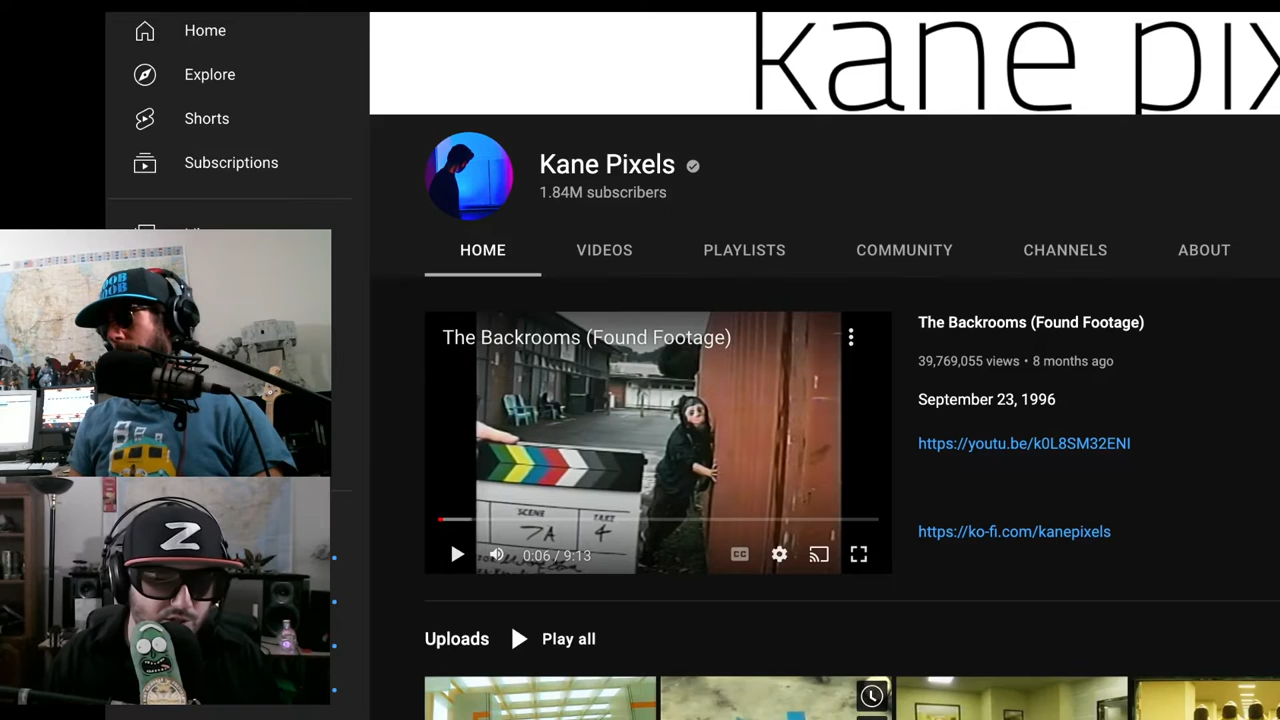 kane pix
Home
Explore
Shorts
Subscriptions
Kane Pixels
1.84M subscribers
HOME
VIDEOS
PLAYLISTS
COMMUNITY
CHANNELS
ABOUT
The Backrooms (Found Footage)
SCENE
TAKE
7A
4
0:06 / 9:13
CC
The Backrooms (Found Footage)
39,769,055 views • 8 months ago
September 23, 1996
https://youtu.be/k0L8SM32ENI
https://ko-fi.com/kanepixels
Uploads
Play all
Z